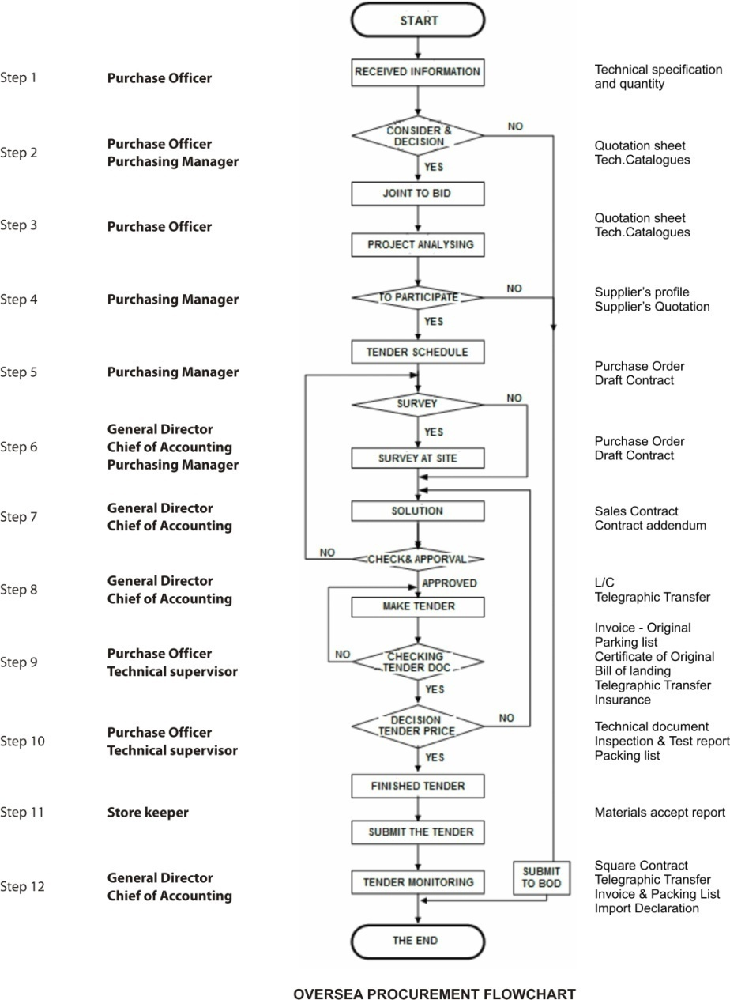 START
Step 1
Purchase Officer
RECEIVED INFORMATION
Technical specification
and quantity
Step 2
Purchase Officer
Purchasing Manager
CONSIDER &
DECISION
NO
YES
Quotation sheet
Tech.Catalogues
JOINT TO BID
Step 3
Purchase Officer
Quotation sheet
Tech.Catalogues
PROJECT ANALYSING
Step 4
Purchasing Manager
TO PARTICIPATE
NO
YES
Supplier's profile
Supplier's Quotation
TENDER SCHEDULE
Step 5
Purchasing Manager
Purchase Order
Draft Contract
SURVEY
NO
YES
Step 6
General Director
Chief of Accounting
Purchasing Manager
SURVEY AT SITE
Purchase Order
Draft Contract
Step 7
General Director
Chief of Accounting
SOLUTION
Sales Contract
Contract addendum
NO
CHECK& APPORVAL
APPROVED
Step 8
General Director
Chief of Accounting
MAKE TENDER
L/C
Telegraphic Transfer
Step 9
Purchase Officer
Technical supervisor
NO
CHECKING
TENDER DOC
YES
Invoice - Original
Parking list
Certificate of Original
Bill of landing
Telegraphic Transfer
Insurance
Step 10
Purchase Officer
Technical supervisor
DECISION
TENDER PRICE
NO
YES
Technical document
Inspection & Test report
Packing list
FINISHED TENDER
Step 11
Store keeper
Materials accept report
SUBMIT THE TENDER
Step 12
General Director
Chief of Accounting
TENDER MONITORING
SUBMIT
TO BOD
Square Contract
Telegraphic Transfer
Invoice & Packing List
Import Declaration
THE END
OVERSEA PROCUREMENT FLOWCHART